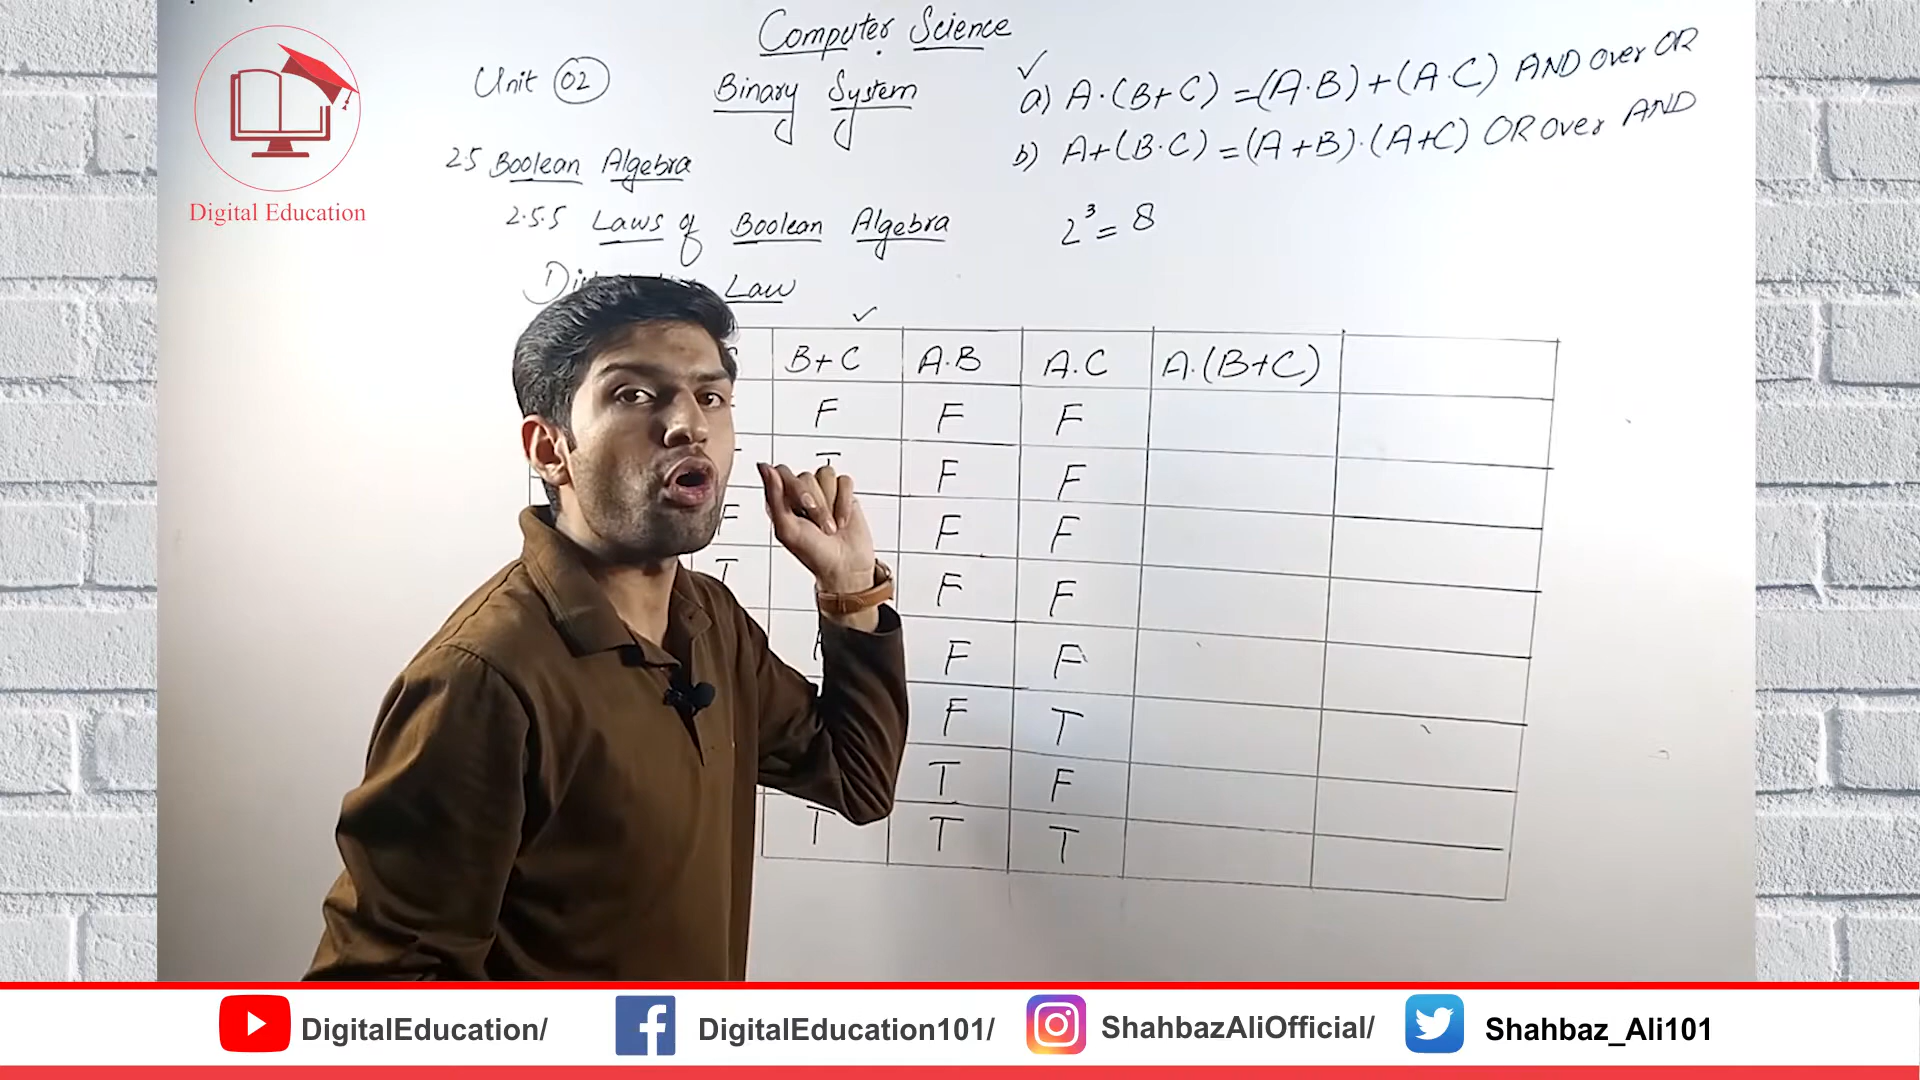 Computer Science
Unit 02
Binary System
a) A.(B+C) =(A.B)+(A.C) AND over OR
b) A+(B.C) =(A+B).(A+C) OR over AND
2.5 Boolean Algebra
2.5.5 Laws of Boolean Algebra
2³ = 8
Law
B+C A.B A.C A.(B+C)
F F F
T F F
F F F
T F F
F F
F T
T F
T T T
Digital Education
DigitalEducation/
DigitalEducation101/
ShahbazAliOfficial/
Shahbaz_Ali101